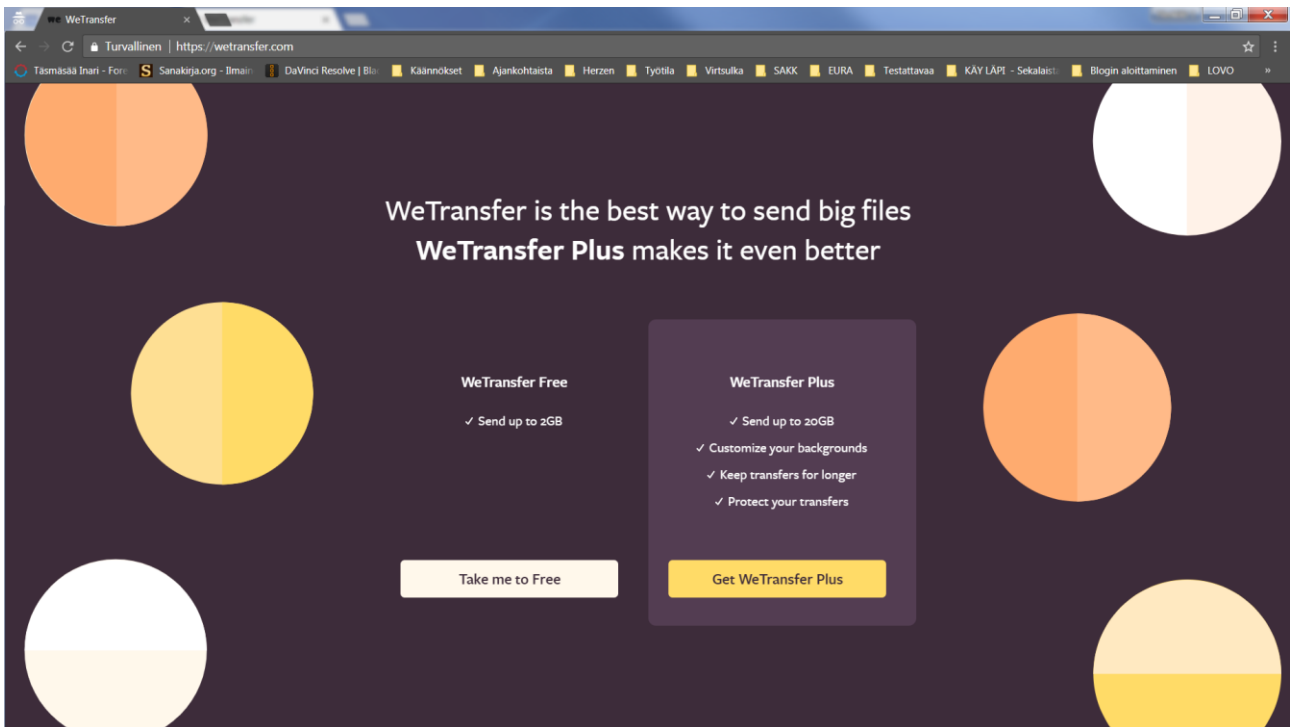 we WeTransfer
Turvallinen | https://wetransfer.com
Täsmäsää Inari - Fore Sanakirja.org - Ilmain DaVinci Resolve | Bla Käännökset Ajankohtaista Herzen Työtila Virtsulka SAKK EURA Testattavaa KÄY LÄPI - Sekalaist Blogin aloittaminen LOVO »
WeTransfer is the best way to send big files
WeTransfer Plus makes it even better
WeTransfer Free
✓ Send up to 2GB
Take me to Free
WeTransfer Plus
✓ Send up to 20GB
✓ Customize your backgrounds
✓ Keep transfers for longer
✓ Protect your transfers
Get WeTransfer Plus